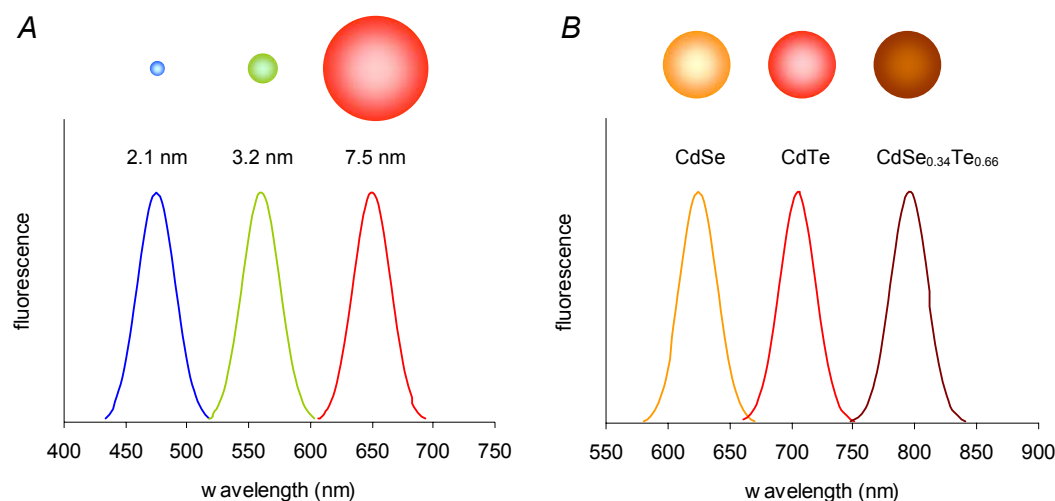 A
2.1 nm 3.2 nm 7.5 nm
fluorescence
400 450 500 550 600 650 700 750
w avelength (nm)
B
CdSe CdTe CdSe0.34Te0.66
fluorescence
550 600 650 700 750 800 850 900
w avelength (nm)